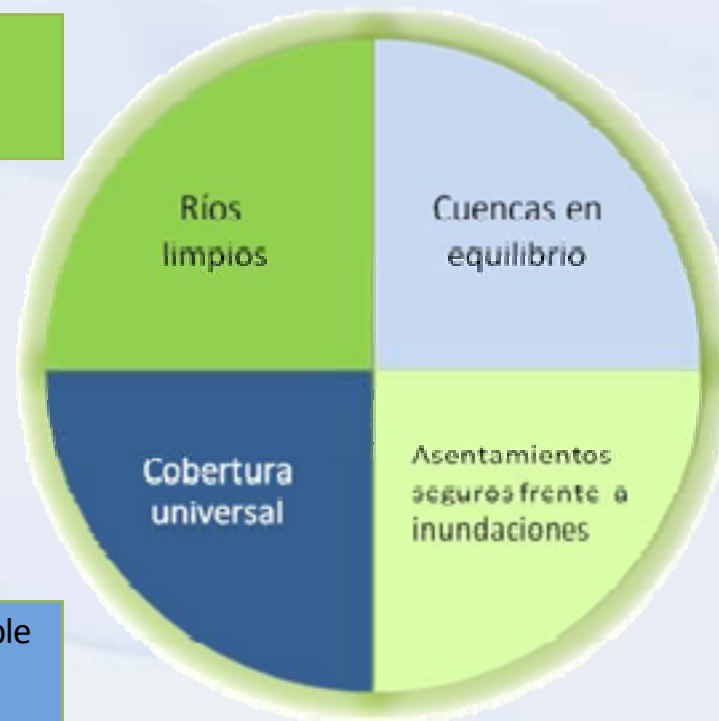 Ríos
limpios
Cuencas en
equilibrio
Cobertura
universal
Asentamientos
seguros frente a
inundaciones